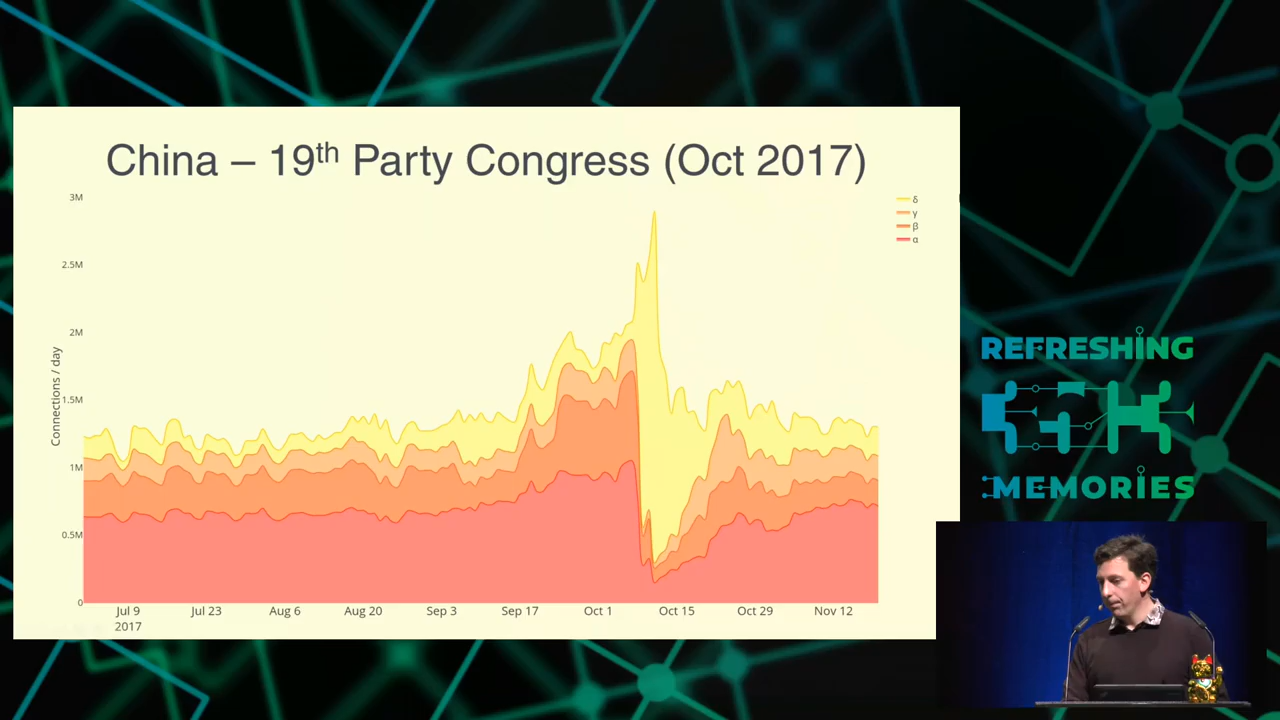 China – 19th Party Congress (Oct 2017)
3M
2.5M
2M
1.5M
1M
0.5M
0
Connections / day
Jul 9
2017
Jul 23
Aug 6
Aug 20
Sep 3
Sep 17
Oct 1
Oct 15
Oct 29
Nov 12
δ
γ
β
α
REFRESHING
MEMORIES